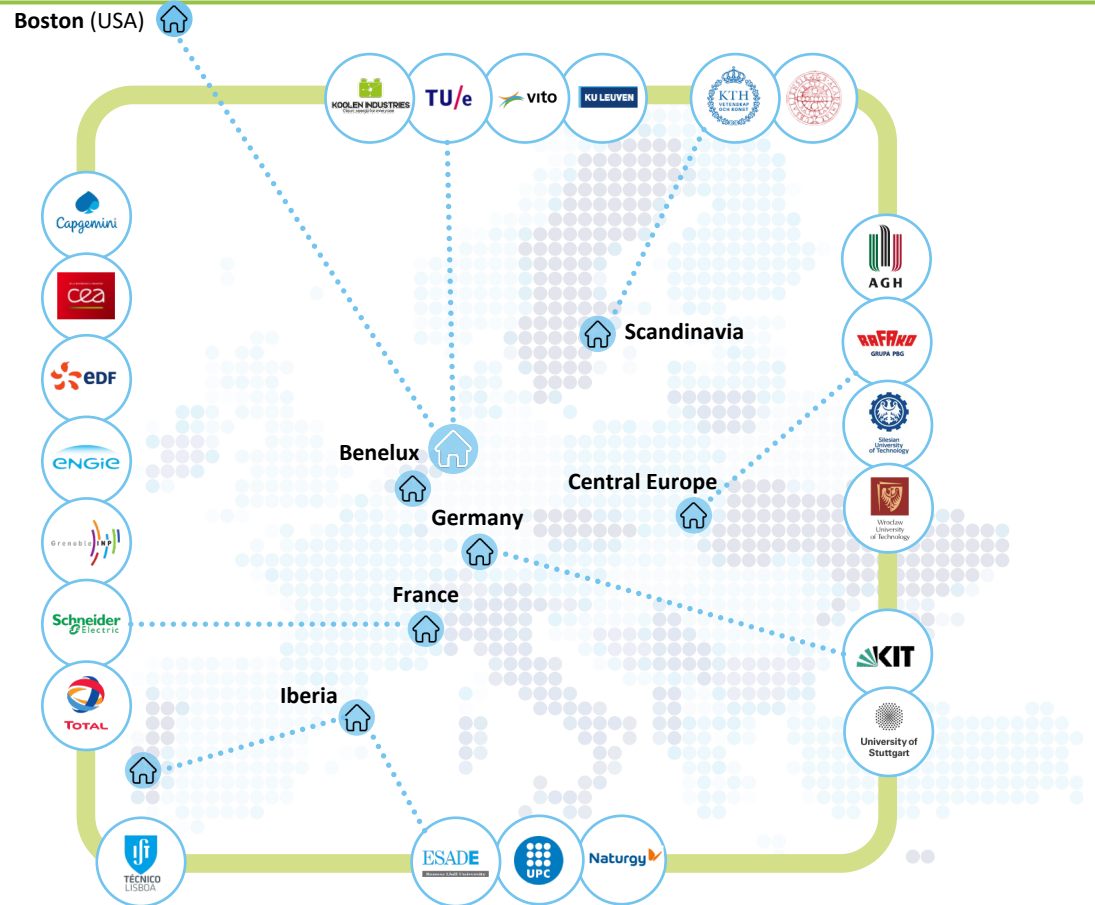 Boston (USA)
KOOLEN INDUSTRIES
TU/e
vito
KU LEUVEN
KTH
VETENSKAP
OCH KONST
Capgemini
cea
eDF
eNGiE
Grenoble INP
Schneider
Electric
TOTAL
AGH
RAFAKO
GRUPA PBG
Silesian
University
of Technology
Wrocław
University
of Technology
Scandinavia
Benelux
Central Europe
Germany
France
Iberia
KIT
University of
Stuttgart
TÉCNICO
LISBOA
ESADE
UPC
Naturgy